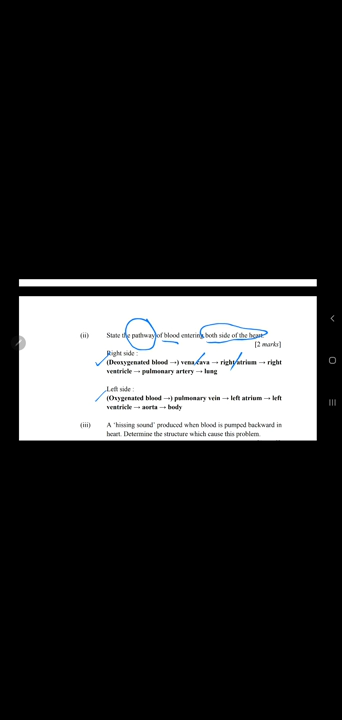 (ii) State the pathway of blood entering both side of the heart.
[2 marks]
Right side :
(Deoxygenated blood →) vena cava → right atrium → right
ventricle → pulmonary artery → lung
Left side :
(Oxygenated blood →) pulmonary vein → left atrium → left
ventricle → aorta → body
(iii) A ‘hissing sound’ produced when blood is pumped backward in
heart. Determine the structure which cause this problem.